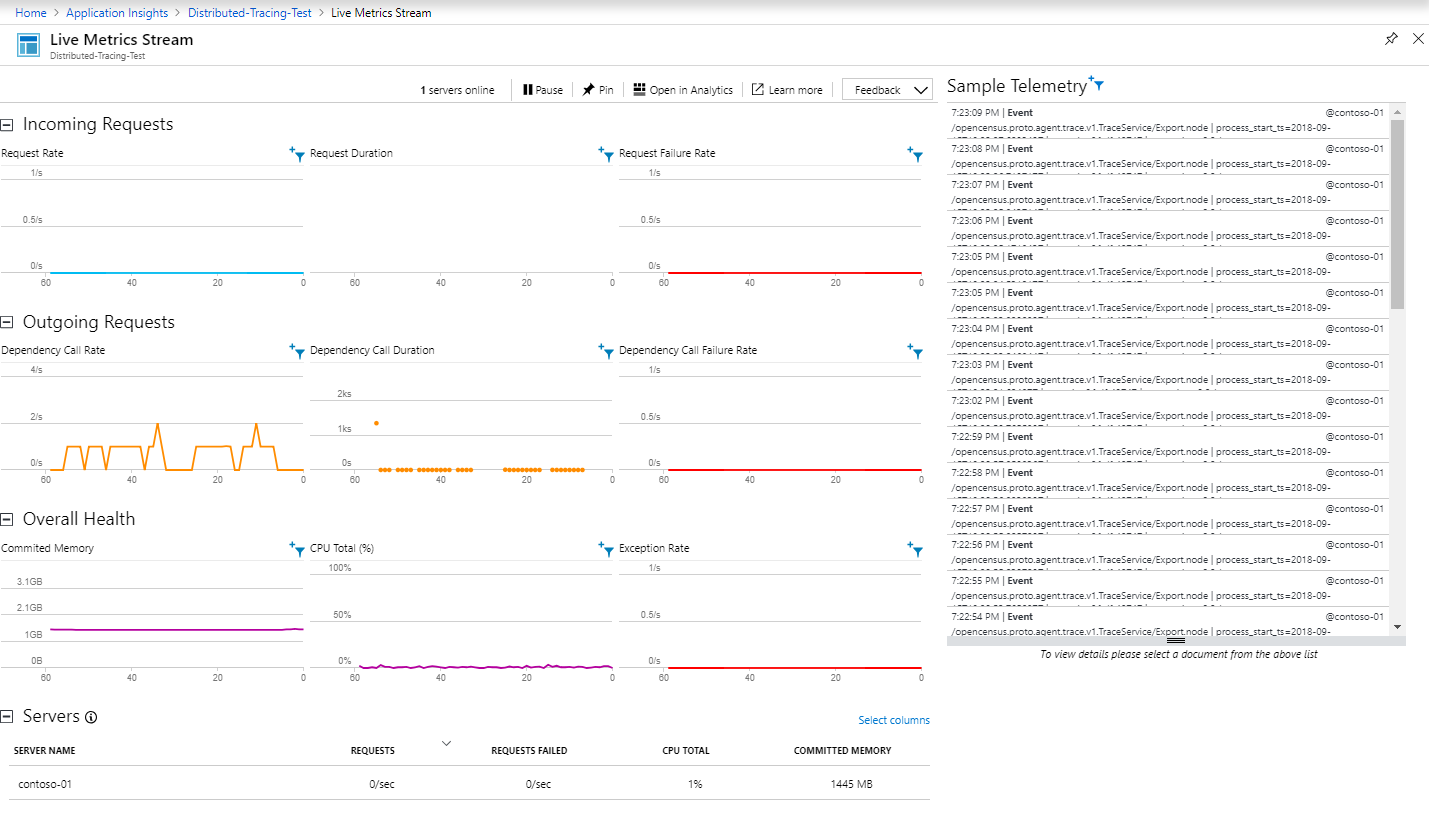 Home > Application Insights > Distributed-Tracing-Test > Live Metrics Stream
Live Metrics Stream
Distributed-Tracing-Test
1 servers online
Pause
Pin
Open in Analytics
Learn more
Feedback
Incoming Requests
Request Rate
1/s
0.5/s
0/s
60 40 20 0
Request Duration
60 40 20 0
Request Failure Rate
1/s
0.5/s
0/s
60 40 20 0
Outgoing Requests
Dependency Call Rate
4/s
2/s
0/s
60 40 20 0
Dependency Call Duration
2ks
1ks
0s
60 40 20 0
Dependency Call Failure Rate
1/s
0.5/s
0/s
60 40 20 0
Overall Health
Commited Memory
3.1GB
2.1GB
1GB
0B
60 40 20 0
CPU Total (%)
100%
50%
0%
60 40 20 0
Exception Rate
1/s
0.5/s
0/s
60 40 20 0
Servers
Select columns
SERVER NAME REQUESTS REQUESTS FAILED CPU TOTAL COMMITTED MEMORY
contoso-01 0/sec 0/sec 1% 1445 MB
Sample Telemetry
7:23:09 PM | Event @contoso-01
/opencensus.proto.agent.trace.v1.TraceService/Export.node | process_start_ts=2018-09-
7:23:08 PM | Event @contoso-01
/opencensus.proto.agent.trace.v1.TraceService/Export.node | process_start_ts=2018-09-
7:23:07 PM | Event @contoso-01
/opencensus.proto.agent.trace.v1.TraceService/Export.node | process_start_ts=2018-09-
7:23:06 PM | Event @contoso-01
/opencensus.proto.agent.trace.v1.TraceService/Export.node | process_start_ts=2018-09-
7:23:05 PM | Event @contoso-01
/opencensus.proto.agent.trace.v1.TraceService/Export.node | process_start_ts=2018-09-
7:23:05 PM | Event @contoso-01
/opencensus.proto.agent.trace.v1.TraceService/Export.node | process_start_ts=2018-09-
7:23:04 PM | Event @contoso-01
/opencensus.proto.agent.trace.v1.TraceService/Export.node | process_start_ts=2018-09-
7:23:03 PM | Event @contoso-01
/opencensus.proto.agent.trace.v1.TraceService/Export.node | process_start_ts=2018-09-
7:23:02 PM | Event @contoso-01
/opencensus.proto.agent.trace.v1.TraceService/Export.node | process_start_ts=2018-09-
7:22:59 PM | Event @contoso-01
/opencensus.proto.agent.trace.v1.TraceService/Export.node | process_start_ts=2018-09-
7:22:58 PM | Event @contoso-01
/opencensus.proto.agent.trace.v1.TraceService/Export.node | process_start_ts=2018-09-
7:22:57 PM | Event @contoso-01
/opencensus.proto.agent.trace.v1.TraceService/Export.node | process_start_ts=2018-09-
7:22:56 PM | Event @contoso-01
/opencensus.proto.agent.trace.v1.TraceService/Export.node | process_start_ts=2018-09-
7:22:55 PM | Event @contoso-01
/opencensus.proto.agent.trace.v1.TraceService/Export.node | process_start_ts=2018-09-
7:22:54 PM | Event @contoso-01
/opencensus.proto.agent.trace.v1.TraceService/Export.node | process_start_ts=2018-09-
To view details please select a document from the above list